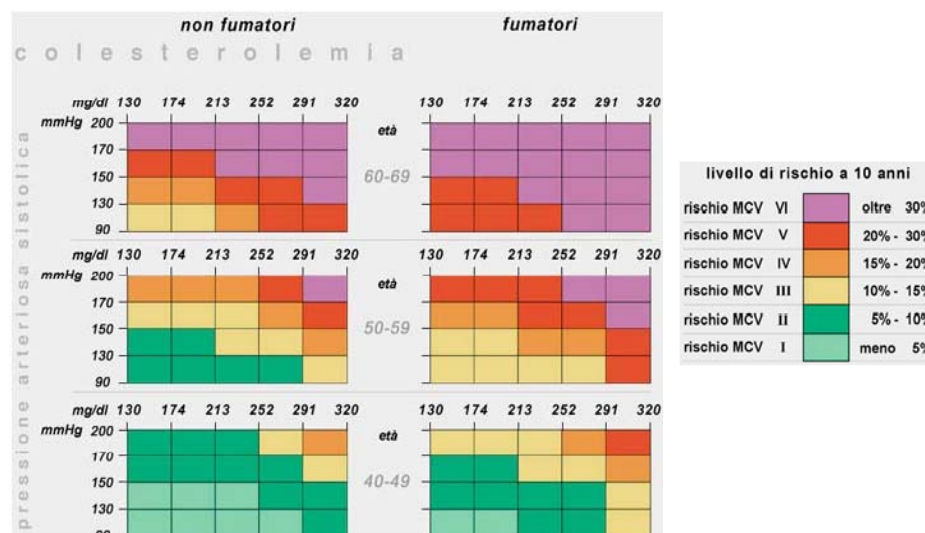 non fumatori fumatori
colesterolemia
mg/dl 130 174 213 252 291 320 130 174 213 252 291 320
mmHg 200 età
170
150 60-69
130
90
mg/dl 130 174 213 252 291 320 130 174 213 252 291 320
mmHg 200 età
170
150 50-59
130
90
mg/dl 130 174 213 252 291 320 130 174 213 252 291 320
mmHg 200 età
170
150 40-49
130
pressione arteriosa sistolica
livello di rischio a 10 anni
rischio MCV VI oltre 30%
rischio MCV V 20% - 30%
rischio MCV IV 15% - 20%
rischio MCV III 10% - 15%
rischio MCV II 5% - 10%
rischio MCV I meno 5%